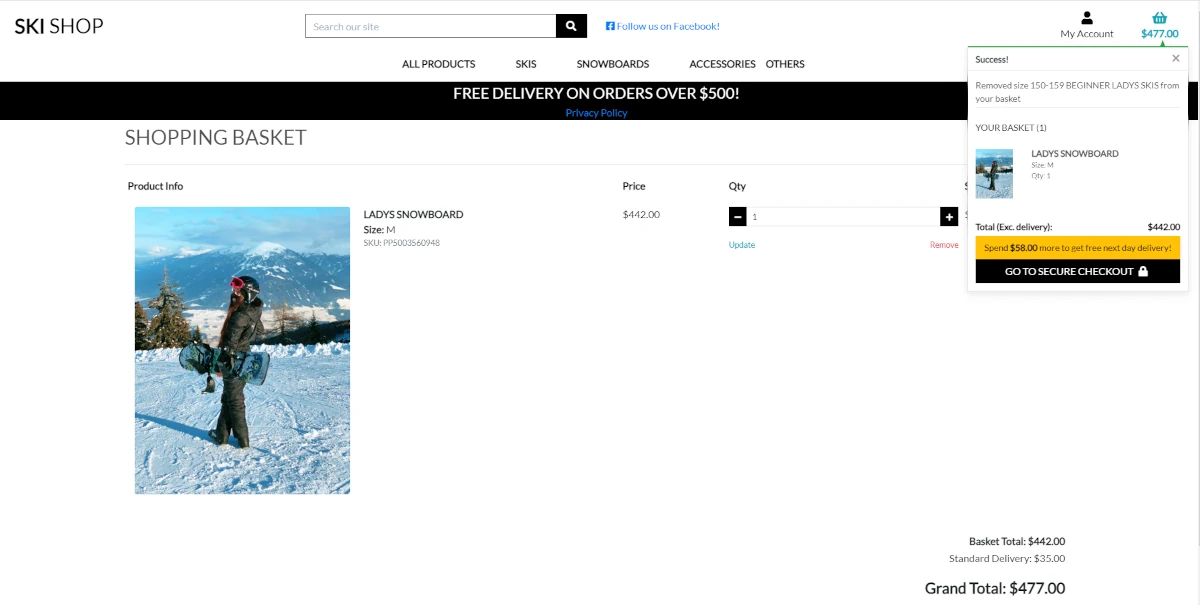 SKI SHOP
Search our site
Follow us on Facebook!
My Account
$477.00
ALL PRODUCTS SKIS SNOWBOARDS ACCESSORIES OTHERS
FREE DELIVERY ON ORDERS OVER $500!
Privacy Policy
Success!
Removed size 150-159 BEGINNER LADYS SKIS from
your basket
YOUR BASKET (1)
LADYS SNOWBOARD
Size: M
Qty: 1
Total (Exc. delivery): $442.00
Spend $58.00 more to get free next day delivery!
GO TO SECURE CHECKOUT
SHOPPING BASKET
Product Info Price Qty
LADYS SNOWBOARD $442.00 1
Size: M
SKU: PP5003560948
Update Remove
Basket Total: $442.00
Standard Delivery: $35.00
Grand Total: $477.00